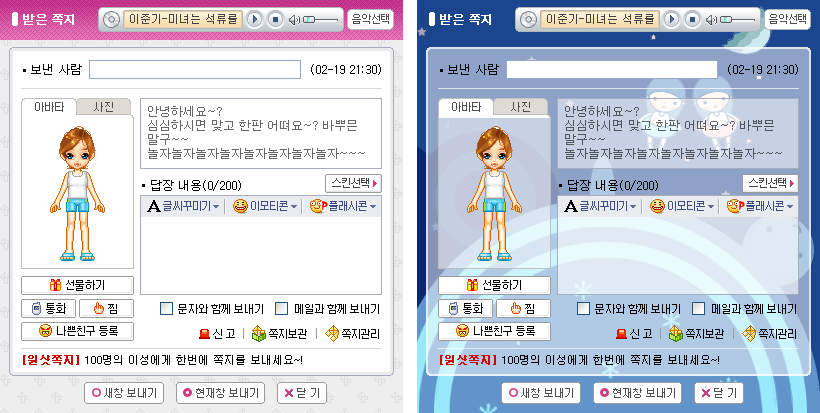 받은 쪽지
이준기-미녀는 석류를
음악선택
• 보낸 사람
(02-19 21:30)
아바타
사진
안녕하세요~?
심심하시면 맞고 한판 어떠요~? 바뿌믄
말구~~
놀자놀자놀자놀자놀자놀자놀자놀자~~~
• 답장 내용(0/200)
스킨선택
A글씨꾸미기
이모티콘
플래시콘
선물하기
통화
찜
나쁜친구 등록
문자와 함께 보내기
메일과 함께 보내기
신 고
쪽지보관
쪽지관리
[원샷쪽지] 100명의 이성에게 한번에 쪽지를 보내세요~!
새창 보내기
현재창 보내기
닫 기
받은 쪽지
이준기-미녀는 석류를
음악선택
• 보낸 사람
(02-19 21:30)
아바타
사진
안녕하세요~?
심심하시면 맞고 한판 어떠요~? 바뿌믄
말구~~
놀자놀자놀자놀자놀자놀자놀자놀자~~~
• 답장 내용(0/200)
스킨선택
A글씨꾸미기
이모티콘
플래시콘
선물하기
통화
찜
나쁜친구 등록
문자와 함께 보내기
메일과 함께 보내기
신 고
쪽지보관
쪽지관리
[원샷쪽지] 100명의 이성에게 한번에 쪽지를 보내세요~!
새창 보내기
현재창 보내기
닫 기